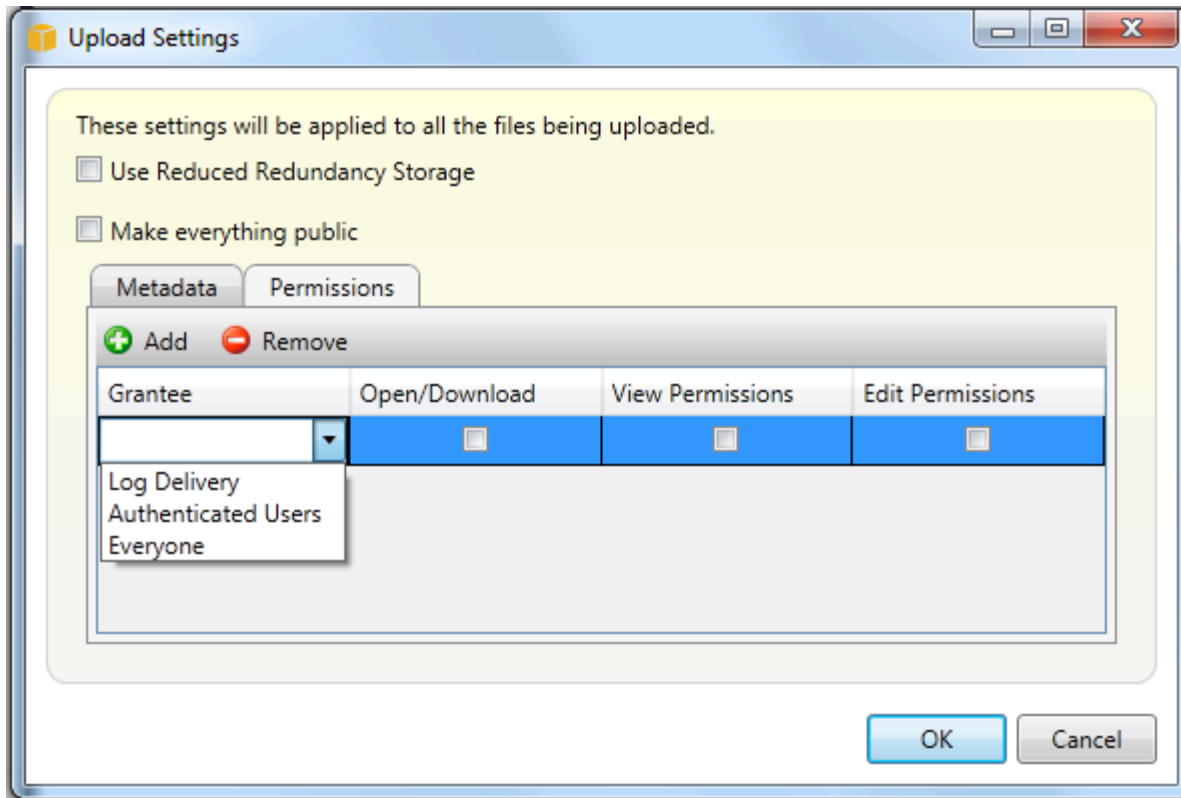 Upload Settings
These settings will be applied to all the files being uploaded.
Use Reduced Redundancy Storage
Make everything public
Metadata Permissions
Add Remove
Grantee Open/Download View Permissions Edit Permissions
Log Delivery
Authenticated Users
Everyone
OK Cancel